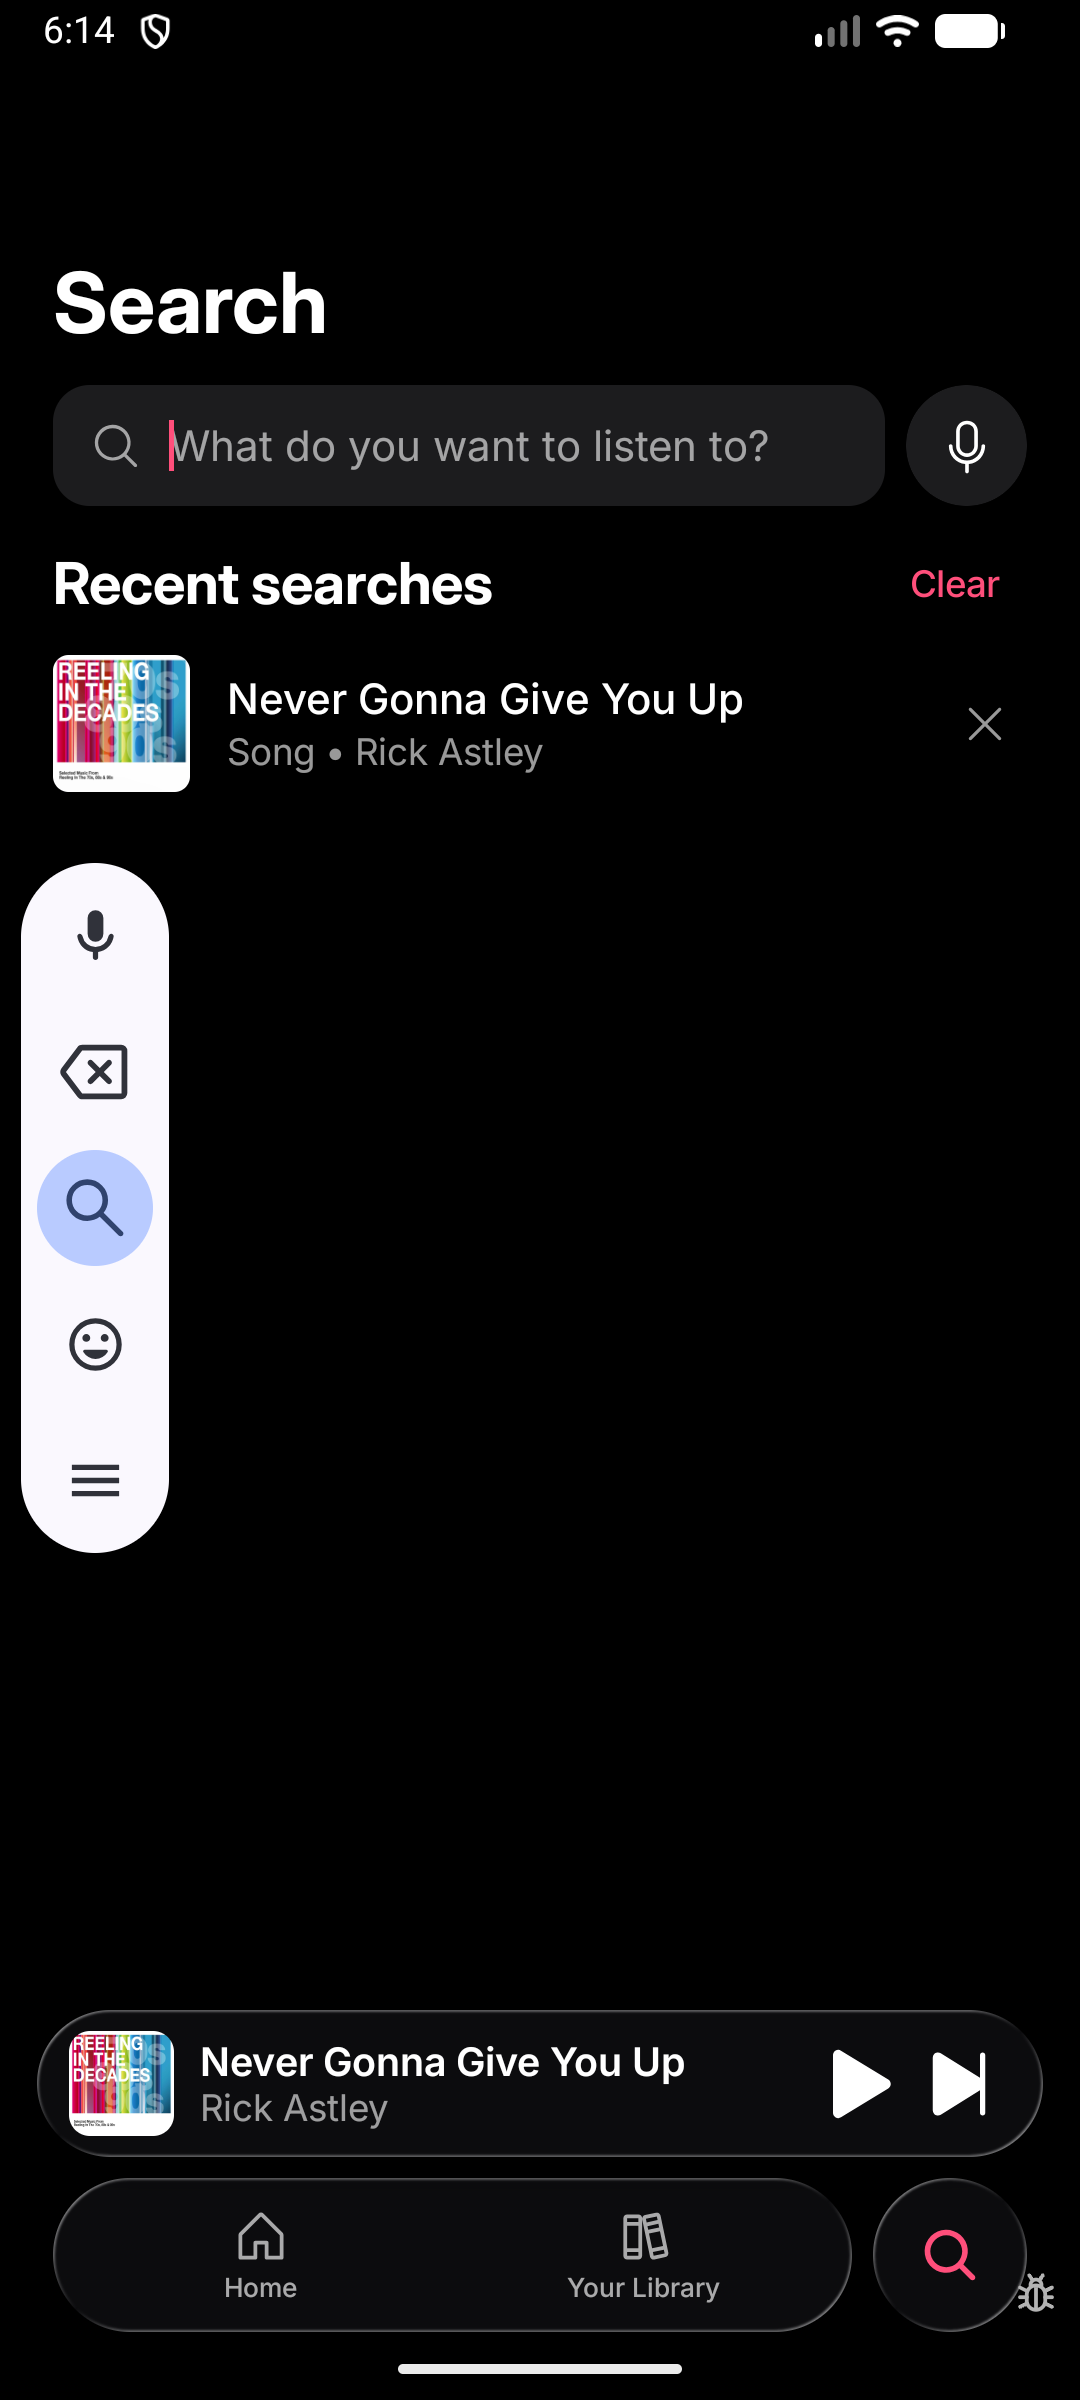 6:14
Search
What do you want to listen to?
Recent searches
Clear
REELING
IN THE
DECADES
Never Gonna Give You Up
Song • Rick Astley
REELING
IN THE
DECADES
Never Gonna Give You Up
Rick Astley
Home
Your Library